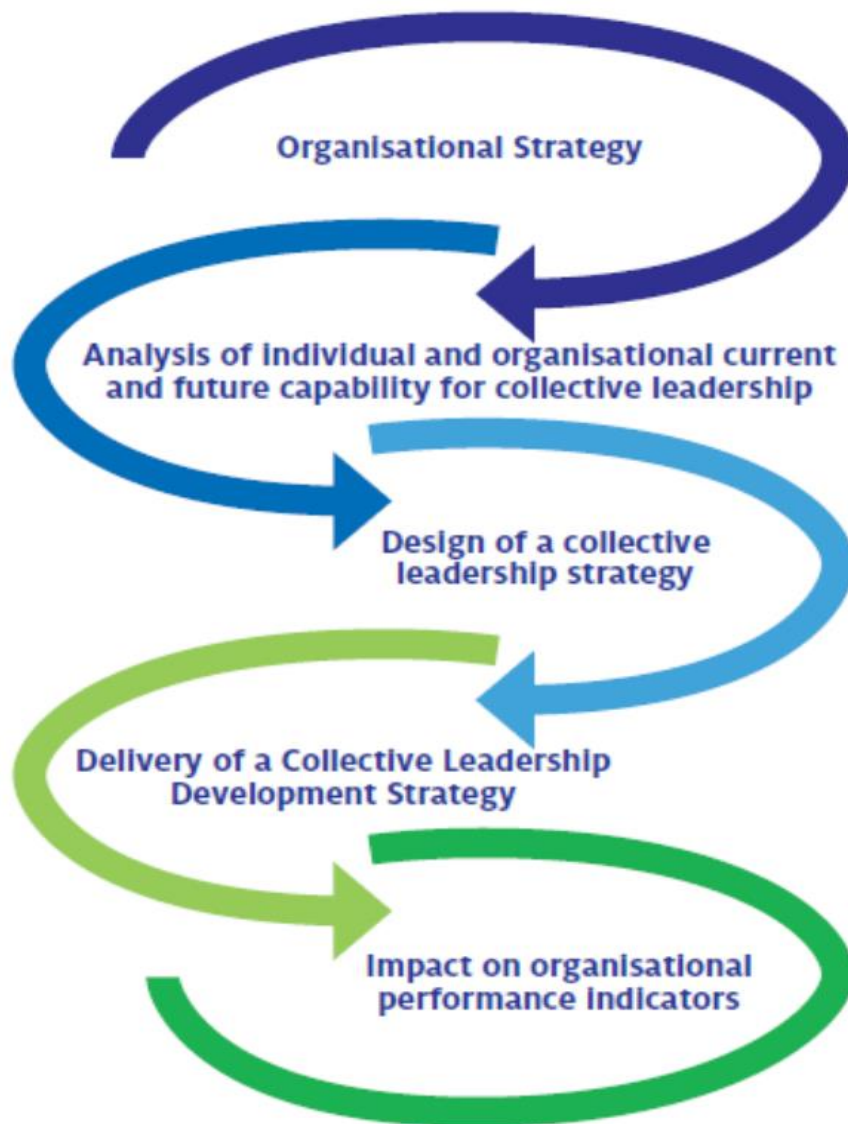 Organisational Strategy
Analysis of individual and organisational current
and future capability for collective leadership
Design of a collective
leadership strategy
Delivery of a Collective Leadership
Development Strategy
Impact on organisational
performance indicators